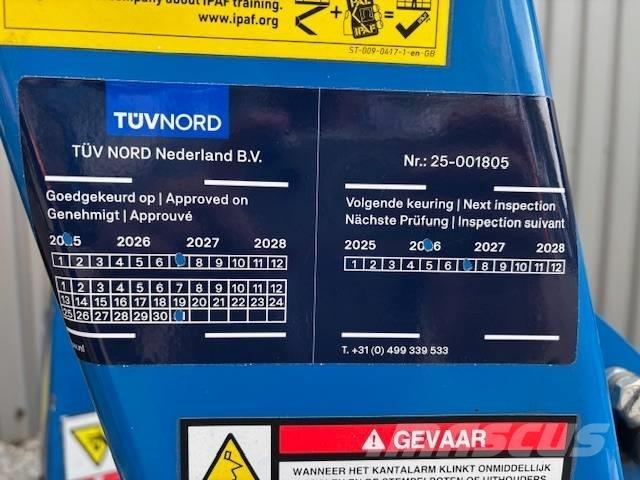 company about IPAF training.
www.ipaf.org
PAL
IPAF
ST-009-0417-1-en-GB
TÜVNORD
TÜV NORD Nederland B.V.
Nr.: 25-001805
Goedgekeurd op | Approved on
Genehmigt | Approuvé
Volgende keuring | Next inspection
Nächste Prüfung | Inspection suivant
2025 2026 2027 2028
1 2 3 4 5 6 8 9 10 11 12
1 2 3 4 5 6 7 8 9 10 11 12
13 14 15 16 17 18 19 20 21 22 23 24
25 26 27 28 29 30
2025 2026 2027 2028
1 2 3 4 5 6 8 9 10 11 12
T. +31 (0) 499 339 533
GEVAAR
WANNEER HET KANTALARM KLINKT ONMIDDELLIJK
MASCUS